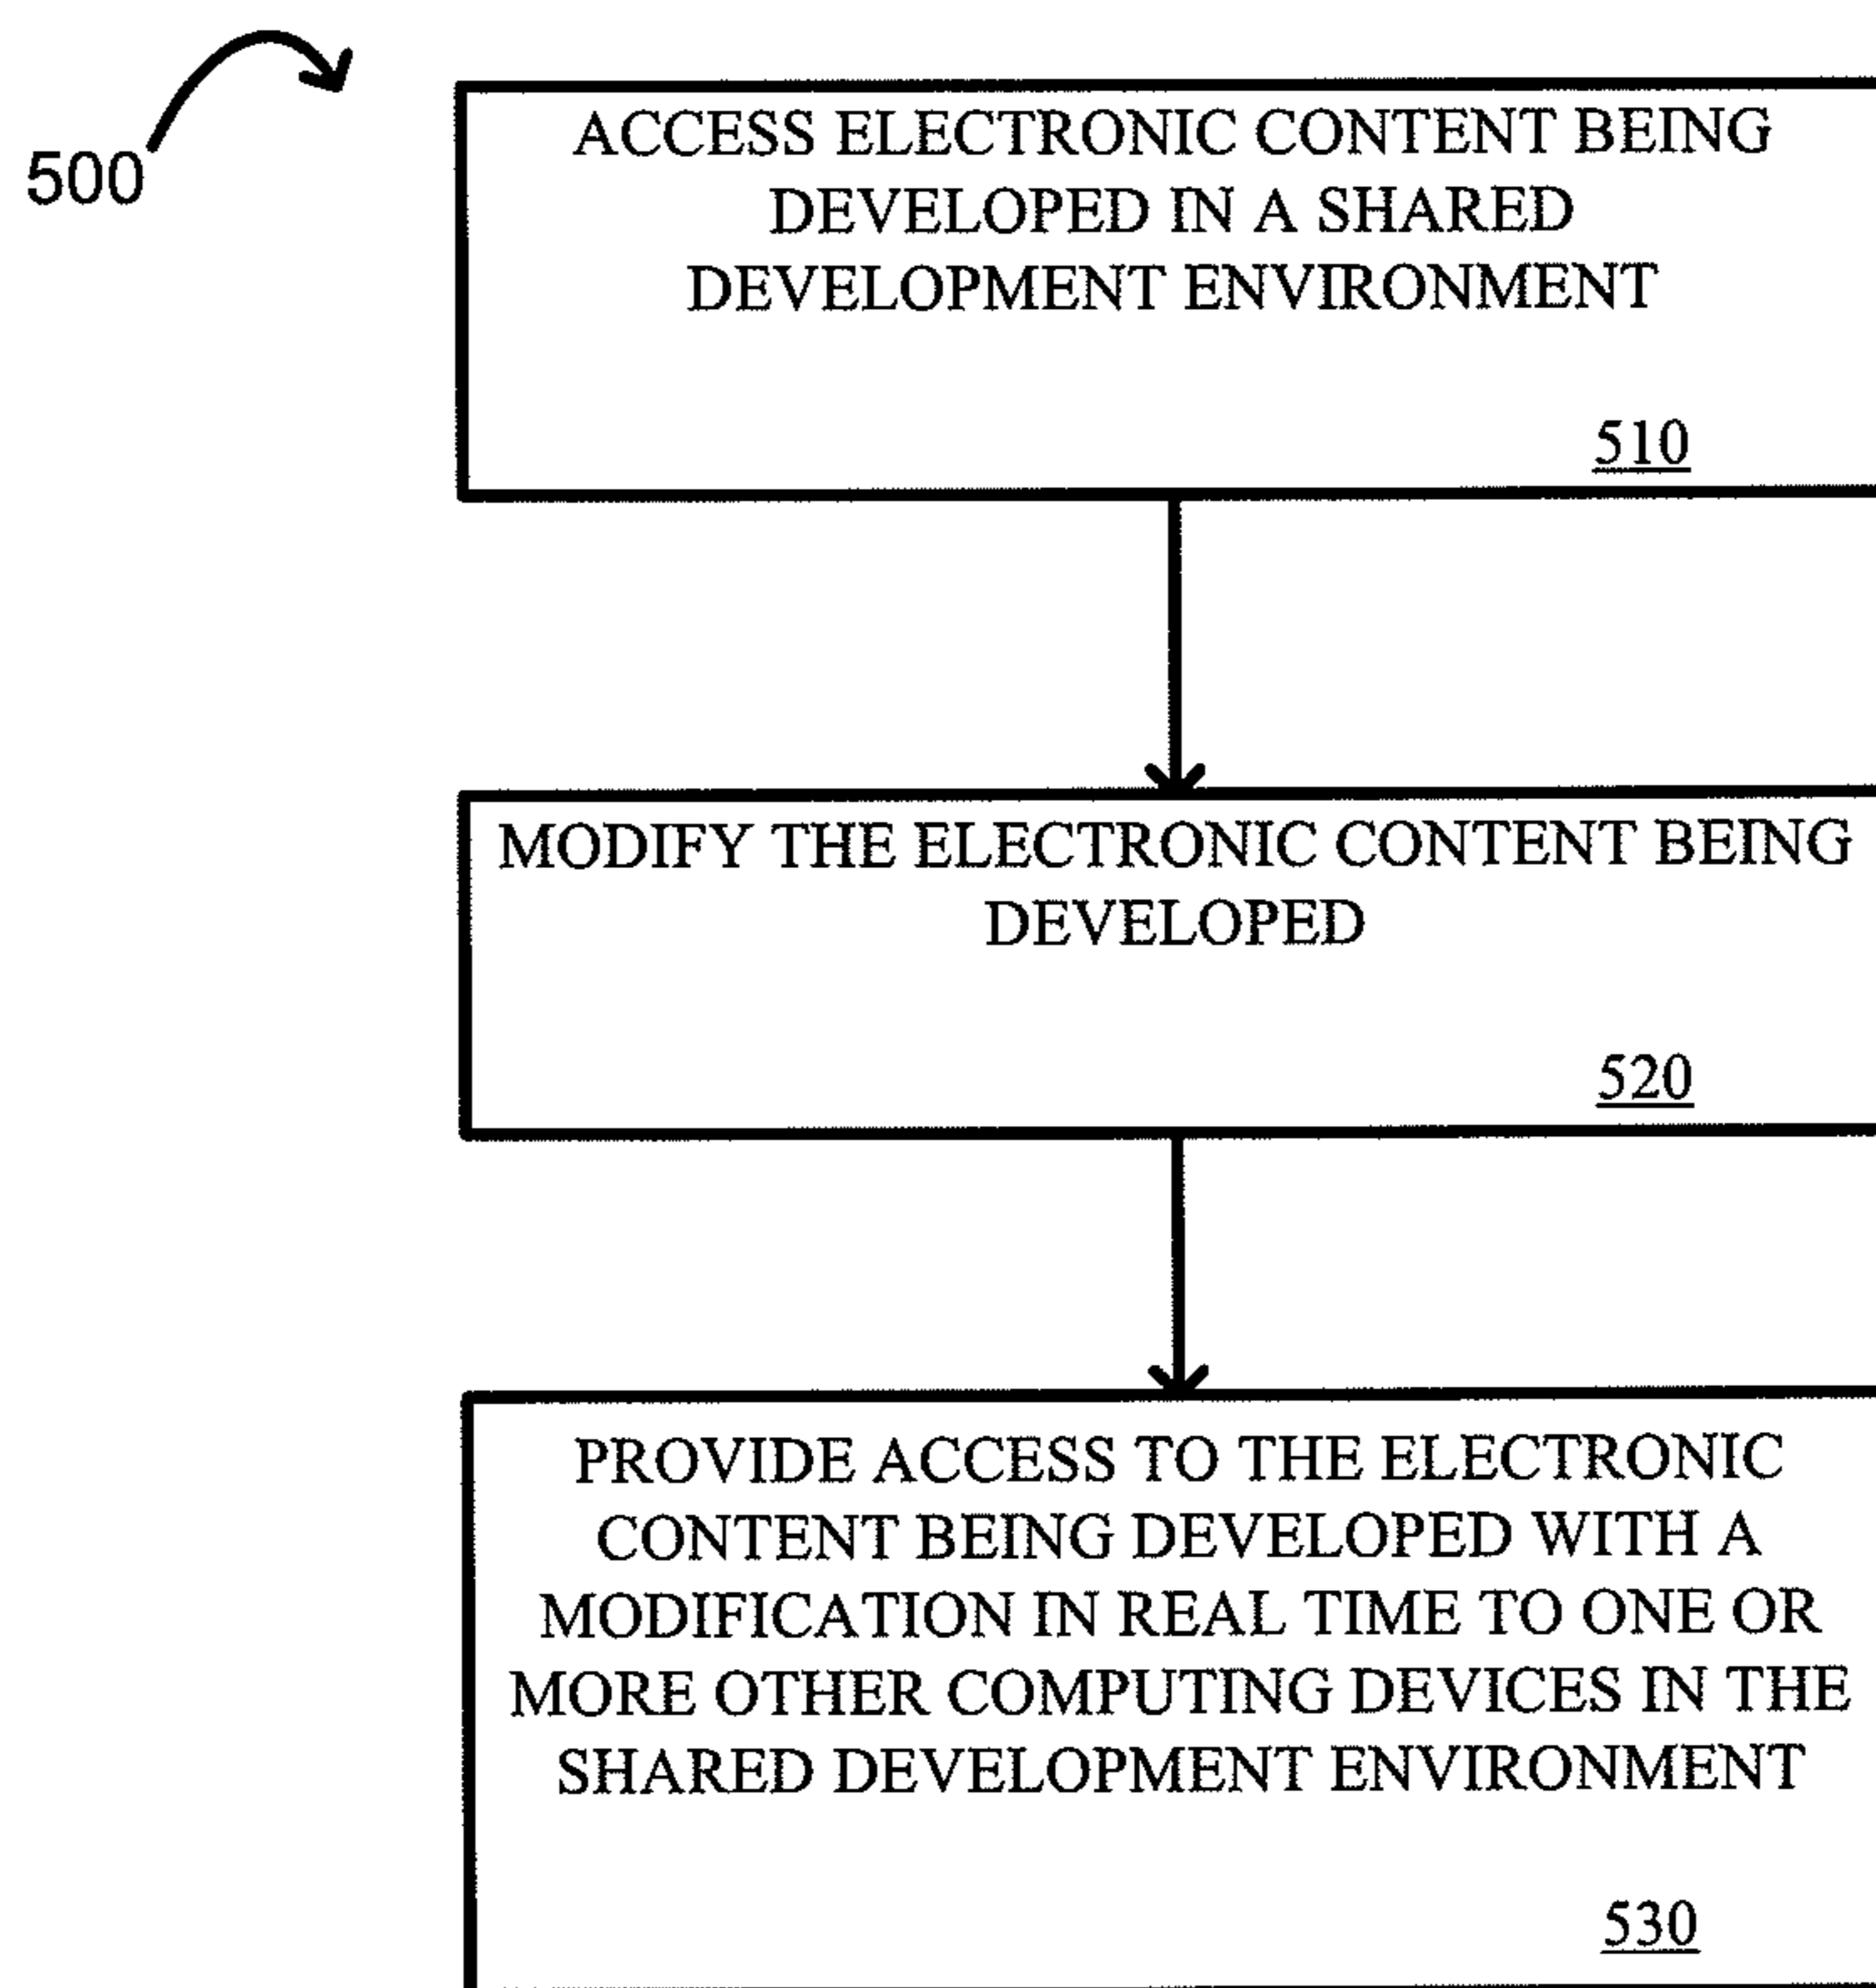 500
ACCESS ELECTRONIC CONTENT BEING
DEVELOPED IN A SHARED
DEVELOPMENT ENVIRONMENT
510
MODIFY THE ELECTRONIC CONTENT BEING
DEVELOPED
520
PROVIDE ACCESS TO THE ELECTRONIC
CONTENT BEING DEVELOPED WITH A
MODIFICATION IN REAL TIME TO ONE OR
MORE OTHER COMPUTING DEVICES IN THE
SHARED DEVELOPMENT ENVIRONMENT
530